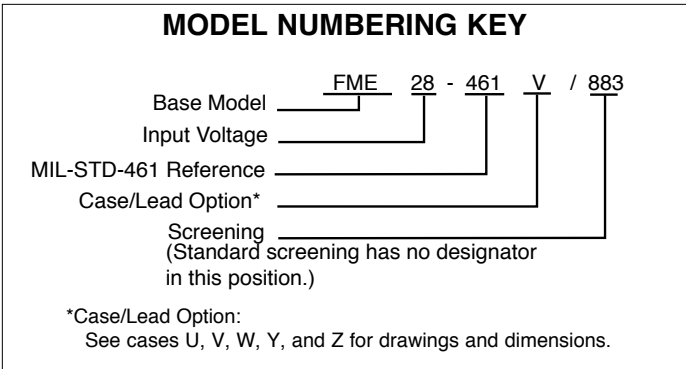 MODEL NUMBERING KEY
FME 28 - 461 V / 883
Base Model
Input Voltage
MIL-STD-461 Reference
Case/Lead Option*
Screening
(Standard screening has no designator
in this position.)
*Case/Lead Option:
See cases U, V, W, Y, and Z for drawings and dimensions.